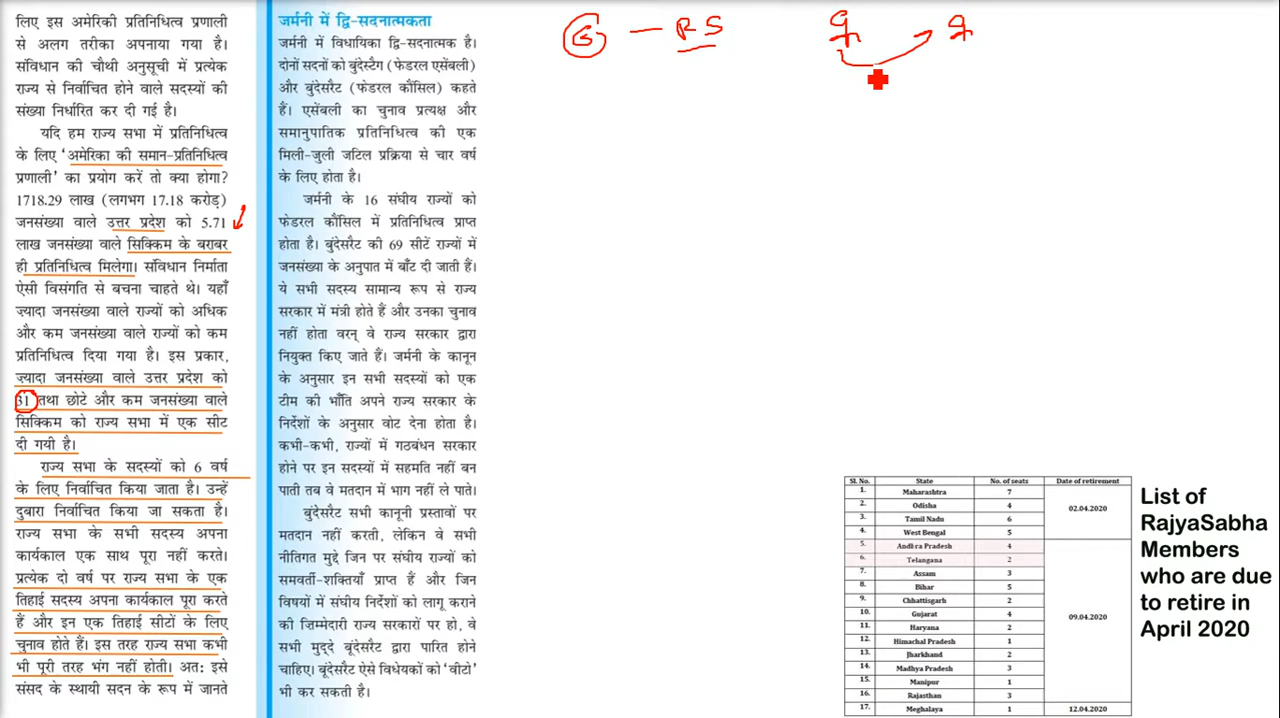 लिए इस अमेरिकी प्रतिनिधित्व प्रणाली
से अलग तरीका अपनाया गया है।
संविधान की चौथी अनुसूची में प्रत्येक
राज्य से निर्वाचित होने वाले सदस्यों की
संख्या निर्धारित कर दी गई है।
यदि हम राज्य सभा में प्रतिनिधित्व
के लिए ‘अमेरिका की समान-प्रतिनिधित्व
प्रणाली’ का प्रयोग करें तो क्या होगा?
1718.29 लाख (लगभग 17.18 करोड़)
जनसंख्या वाले उत्तर प्रदेश को 5.71
लाख जनसंख्या वाले सिक्किम के बराबर
ही प्रतिनिधित्व मिलेगा। संविधान निर्माता
ऐसी विसंगति से बचना चाहते थे। यहाँ
ज़्यादा जनसंख्या वाले राज्यों को अधिक
और कम जनसंख्या वाले राज्यों को कम
प्रतिनिधित्व दिया गया है। इस प्रकार,
ज़्यादा जनसंख्या वाले उत्तर प्रदेश को
31 तथा छोटे और कम जनसंख्या वाले
सिक्किम को राज्य सभा में एक सीट
दी गयी है।
राज्य सभा के सदस्यों को 6 वर्ष
के लिए निर्वाचित किया जाता है। उन्हें
दुबारा निर्वाचित किया जा सकता है।
राज्य सभा के सभी सदस्य अपना
कार्यकाल एक साथ पूरा नहीं करते।
प्रत्येक दो वर्ष पर राज्य सभा के एक
तिहाई सदस्य अपना कार्यकाल पूरा करते
हैं और इन एक तिहाई सीटों के लिए
चुनाव होते हैं। इस तरह राज्य सभा कभी
भी पूरी तरह भंग नहीं होती। अत: इसे
संसद के स्थायी सदन के रूप में जानते
जर्मनी में द्वि-सदनात्मकता
जर्मनी में विधायिका द्वि-सदनात्मक है।
दोनों सदनों को बुंदेस्टैग (फेडरल एसेंबली)
और बुंदेसरैट (फेडरल कौंसिल) कहते
हैं। एसेंबली का चुनाव प्रत्यक्ष और
समानुपातिक प्रतिनिधित्व की एक
मिली-जुली जटिल प्रक्रिया से चार वर्ष
के लिए होता है।
जर्मनी के 16 संघीय राज्यों को
फेडरल कौंसिल में प्रतिनिधित्व प्राप्त
होता है। बुंदेसरैट की 69 सीटें राज्यों में
जनसंख्या के अनुपात में बाँट दी जाती हैं।
ये सभी सदस्य सामान्य रूप से राज्य
सरकार में मंत्री होते हैं और उनका चुनाव
नहीं होता वरन् वे राज्य सरकार द्वारा
नियुक्त किए जाते हैं। जर्मनी के कानून
के अनुसार इन सभी सदस्यों को एक
टीम की भाँति अपने राज्य सरकार के
निर्देशों के अनुसार वोट देना होता है।
कभी-कभी, राज्यों में गठबंधन सरकार
होने पर इन सदस्यों में सहमति नहीं बन
पाती तब वे मतदान में भाग नहीं ले पाते।
बुंदेसरैट सभी कानूनी प्रस्तावों पर
मतदान नहीं करती, लेकिन वे सभी
नीतिगत मुद्दे जिन पर संघीय राज्यों को
समवर्ती-शक्तियाँ प्राप्त हैं और जिन
विषयों में संघीय निर्देशों को लागू कराने
की जिम्मेदारी राज्य सरकारों पर हो, वे
सभी मुद्दे बूंदेसरैट द्वारा पारित होने
चाहिए। बूंदेसरैट ऐसे विधेयकों को ‘वीटो’
भी कर सकती है।
6 — RS
Sl. No. State No. of seats Date of retirement
1. Maharashtra 7 02.04.2020
2. Odisha 4
3. Tamil Nadu 6
4. West Bengal 5
5. Andhra Pradesh 4 09.04.2020
6. Telangana 2
7. Assam 3
8. Bihar 5
9. Chhattisgarh 2
10. Gujarat 4
11. Haryana 2
12. Himachal Pradesh 1
13. Jharkhand 2
14. Madhya Pradesh 3
15. Manipur 1
16. Rajasthan 3
17. Meghalaya 1 12.04.2020
List of
RajyaSabha
Members
who are due
to retire in
April 2020